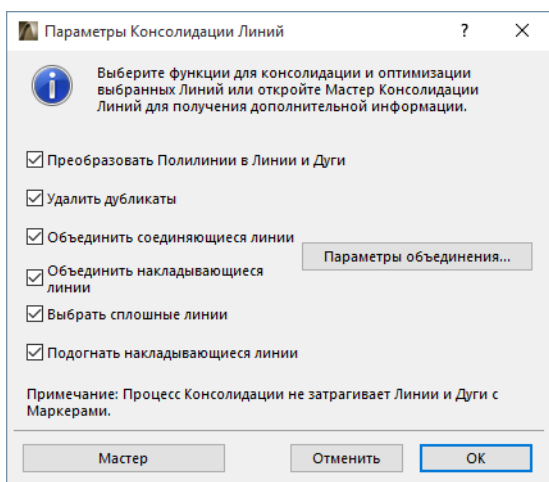 Параметры Консолидации Линий
?
Выберите функции для консолидации и оптимизации
выбранных Линий или откройте Мастер Консолидации
Линий для получения дополнительной информации.
Преобразовать Полилинии в Линии и Дуги
Удалить дубликаты
Объединить соединяющиеся линии
Параметры объединения...
Объединить накладывающиеся
линии
Выбрать сплошные линии
Подогнать накладывающиеся линии
Примечание: Процесс Консолидации не затрагивает Линии и Дуги с
Маркерами.
Мастер
Отменить
ОК